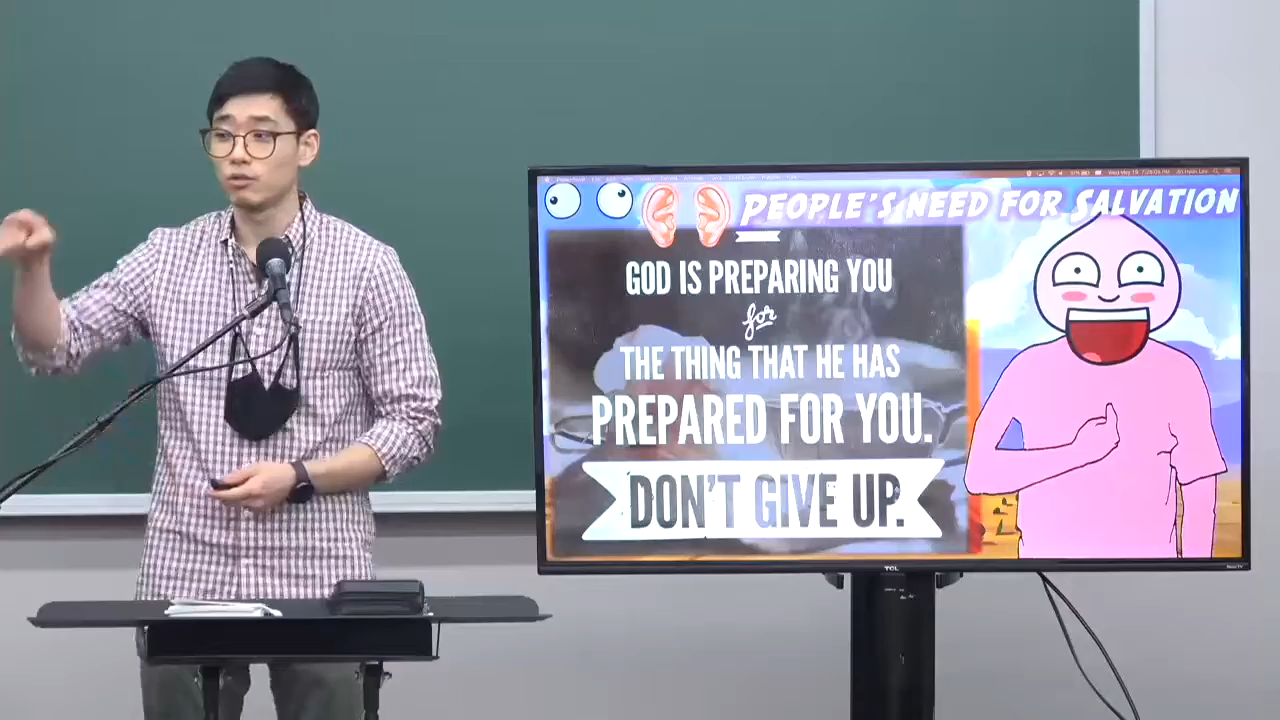 PEOPLE'S NEED FOR SALVATION
GOD IS PREPARING YOU
for
THE THING THAT HE HAS
PREPARED FOR YOU.
DON'T GIVE UP.
TCL